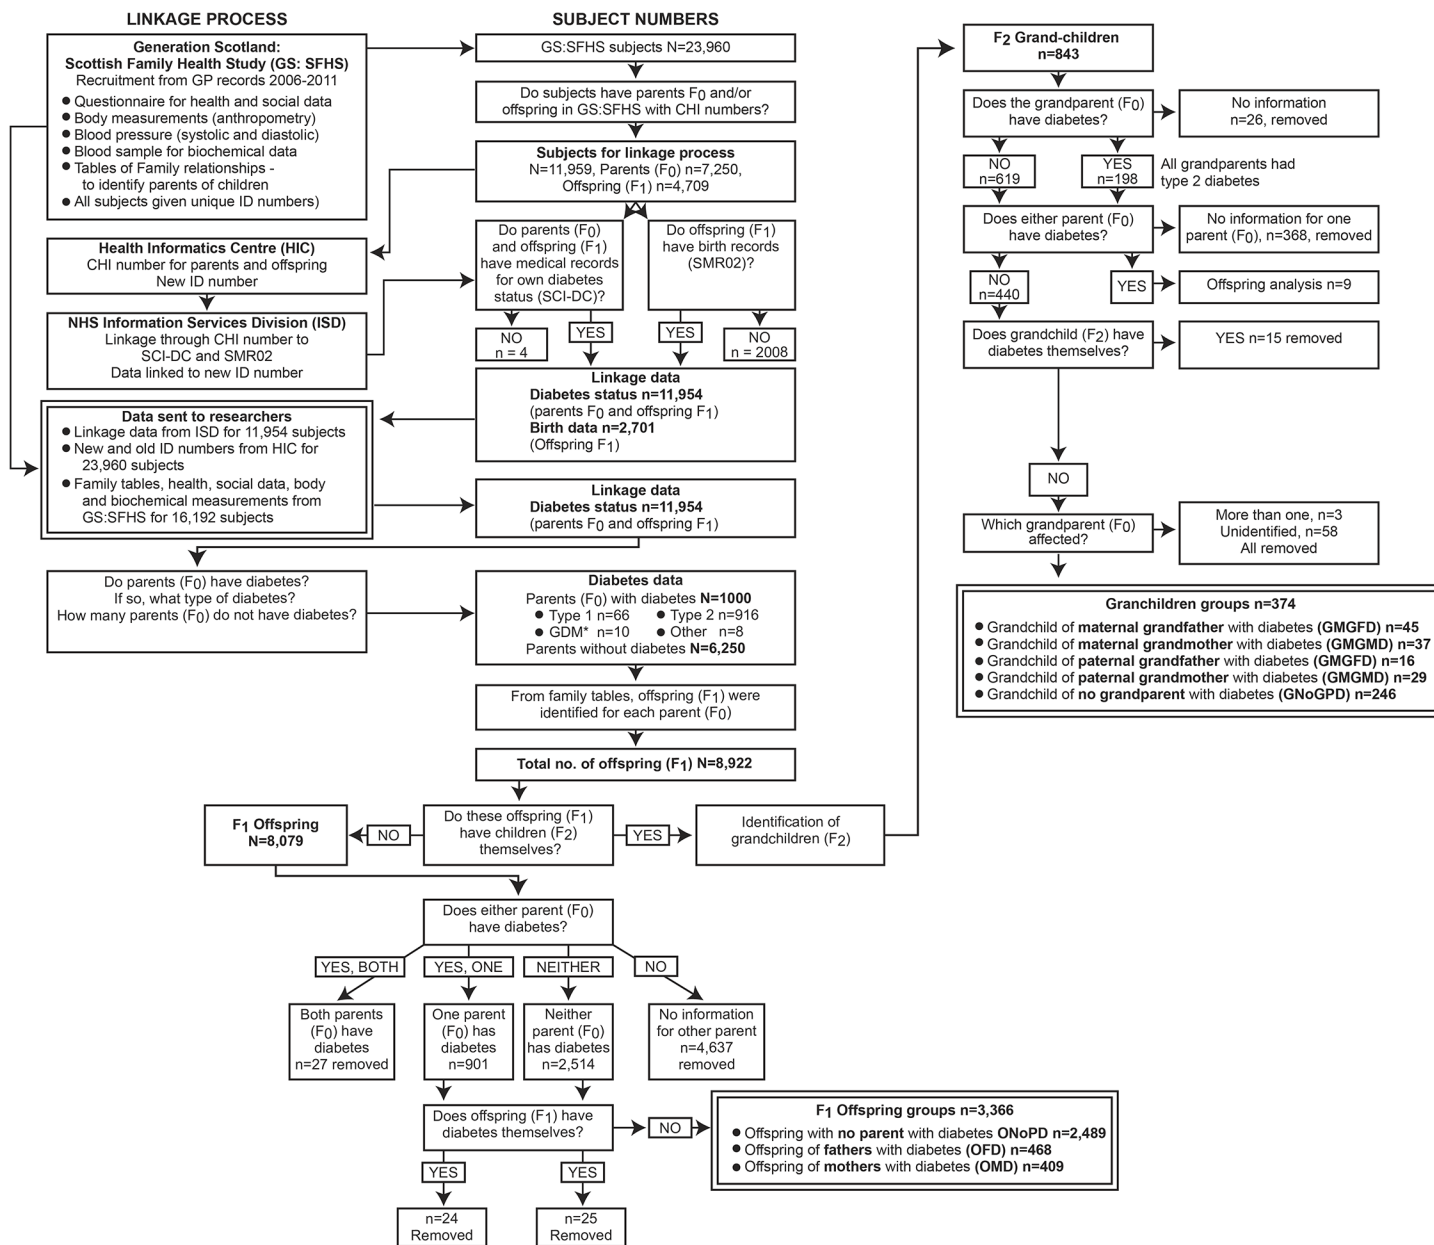 LINKAGE PROCESS
Generation Scotland:
Scottish Family Health Study (GS: SFHS)
Recruitment from GP records 2006-2011
● Questionnaire for health and social data
● Body measurements (anthropometry)
● Blood pressure (systolic and diastolic)
● Blood sample for biochemical data
● Tables of Family relationships -
to identify parents of children
● All subjects given unique ID numbers)
Health Informatics Centre (HIC)
CHI number for parents and offspring
New ID number
NHS Information Services Division (ISD)
Linkage through CHI number to
SCI-DC and SMR02
Data linked to new ID number
Data sent to researchers
● Linkage data from ISD for 11,954 subjects
● New and old ID numbers from HIC for
23,960 subjects
● Family tables, health, social data, body
and biochemical measurements from
GS:SFHS for 16,192 subjects
Do parents (F0) have diabetes?
If so, what type of diabetes?
How many parents (F0) do not have diabetes?
SUBJECT NUMBERS
GS:SFHS subjects N=23,960
Do subjects have parents F0 and/or
offspring in GS:SFHS with CHI numbers?
Subjects for linkage process
N=11,959, Parents (F0) n=7,250,
Offspring (F1) n=4,709
Do parents (F0)
and offspring (F1)
have medical records
for own diabetes
status (SCI-DC)?
Do offspring (F1)
have birth records
(SMR02)?
NO
n = 4
YES
YES
NO
n = 2008
Linkage data
Diabetes status n=11,954
(parents F0 and offspring F1)
Birth data n=2,701
(Offspring F1)
Linkage data
Diabetes status n=11,954
(parents F0 and offspring F1)
Diabetes data
Parents (F0) with diabetes N=1000
● Type 1 n=66 ● Type 2 n=916
● GDM* n=10 ● Other n=8
Parents without diabetes N=6,250
From family tables, offspring (F1) were
identified for each parent (F0)
Total no. of offspring (F1) N=8,922
Do these offspring (F1)
have children (F2)
themselves?
NO
F1 Offspring
N=8,079
YES
Identification of
grandchildren (F2)
Does either parent (F0)
have diabetes?
YES, BOTH
YES, ONE
NEITHER
NO
Both parents
(F0) have
diabetes
n=27 removed
One parent
(F0) has
diabetes
n=901
Neither
parent (F0)
has diabetes
n=2,514
No information
for other parent
n=4,637
removed
Does offspring (F1) have
diabetes themselves?
NO
YES
YES
n=24
Removed
n=25
Removed
F1 Offspring groups n=3,366
● Offspring with no parent with diabetes ONoPD n=2,489
● Offspring of fathers with diabetes (OFD) n=468
● Offspring of mothers with diabetes (OMD) n=409
F2 Grand-children
n=843
Does the grandparent (F0)
have diabetes?
No information
n=26, removed
NO
n=619
YES
n=198
All grandparents had
type 2 diabetes
Does either parent (F0)
have diabetes?
No information for one
parent (F0), n=368, removed
NO
n=440
YES
Offspring analysis n=9
Does grandchild (F2) have
diabetes themselves?
YES n=15 removed
NO
Which grandparent (F0)
affected?
More than one, n=3
Unidentified, n=58
All removed
Granchildren groups n=374
● Grandchild of maternal grandfather with diabetes (GMGFD) n=45
● Grandchild of maternal grandmother with diabetes (GMGMD) n=37
● Grandchild of paternal grandfather with diabetes (GMGFD) n=16
● Grandchild of paternal grandmother with diabetes (GMGMD) n=29
● Grandchild of no grandparent with diabetes (GNoGPD) n=246